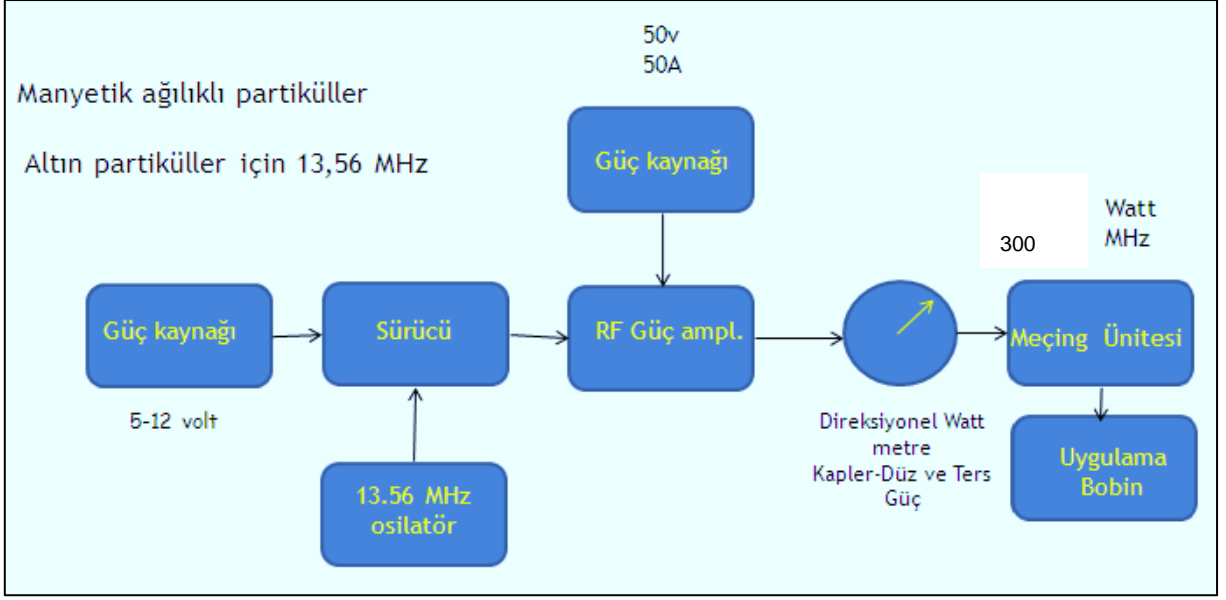 50v
50A
Manyetik ağılıklı partiküller
Altın partiküller için 13,56 MHz
Güç kaynağı
300
Watt
MHz
Güç kaynağı
Sürücü
RF Güç ampl.
Meçing Ünitesi
5-12 volt
Direksiyonel Watt
metre
Kapler-Düz ve Ters
Güç
Uygulama
Bobin
13.56 MHz
osilatör